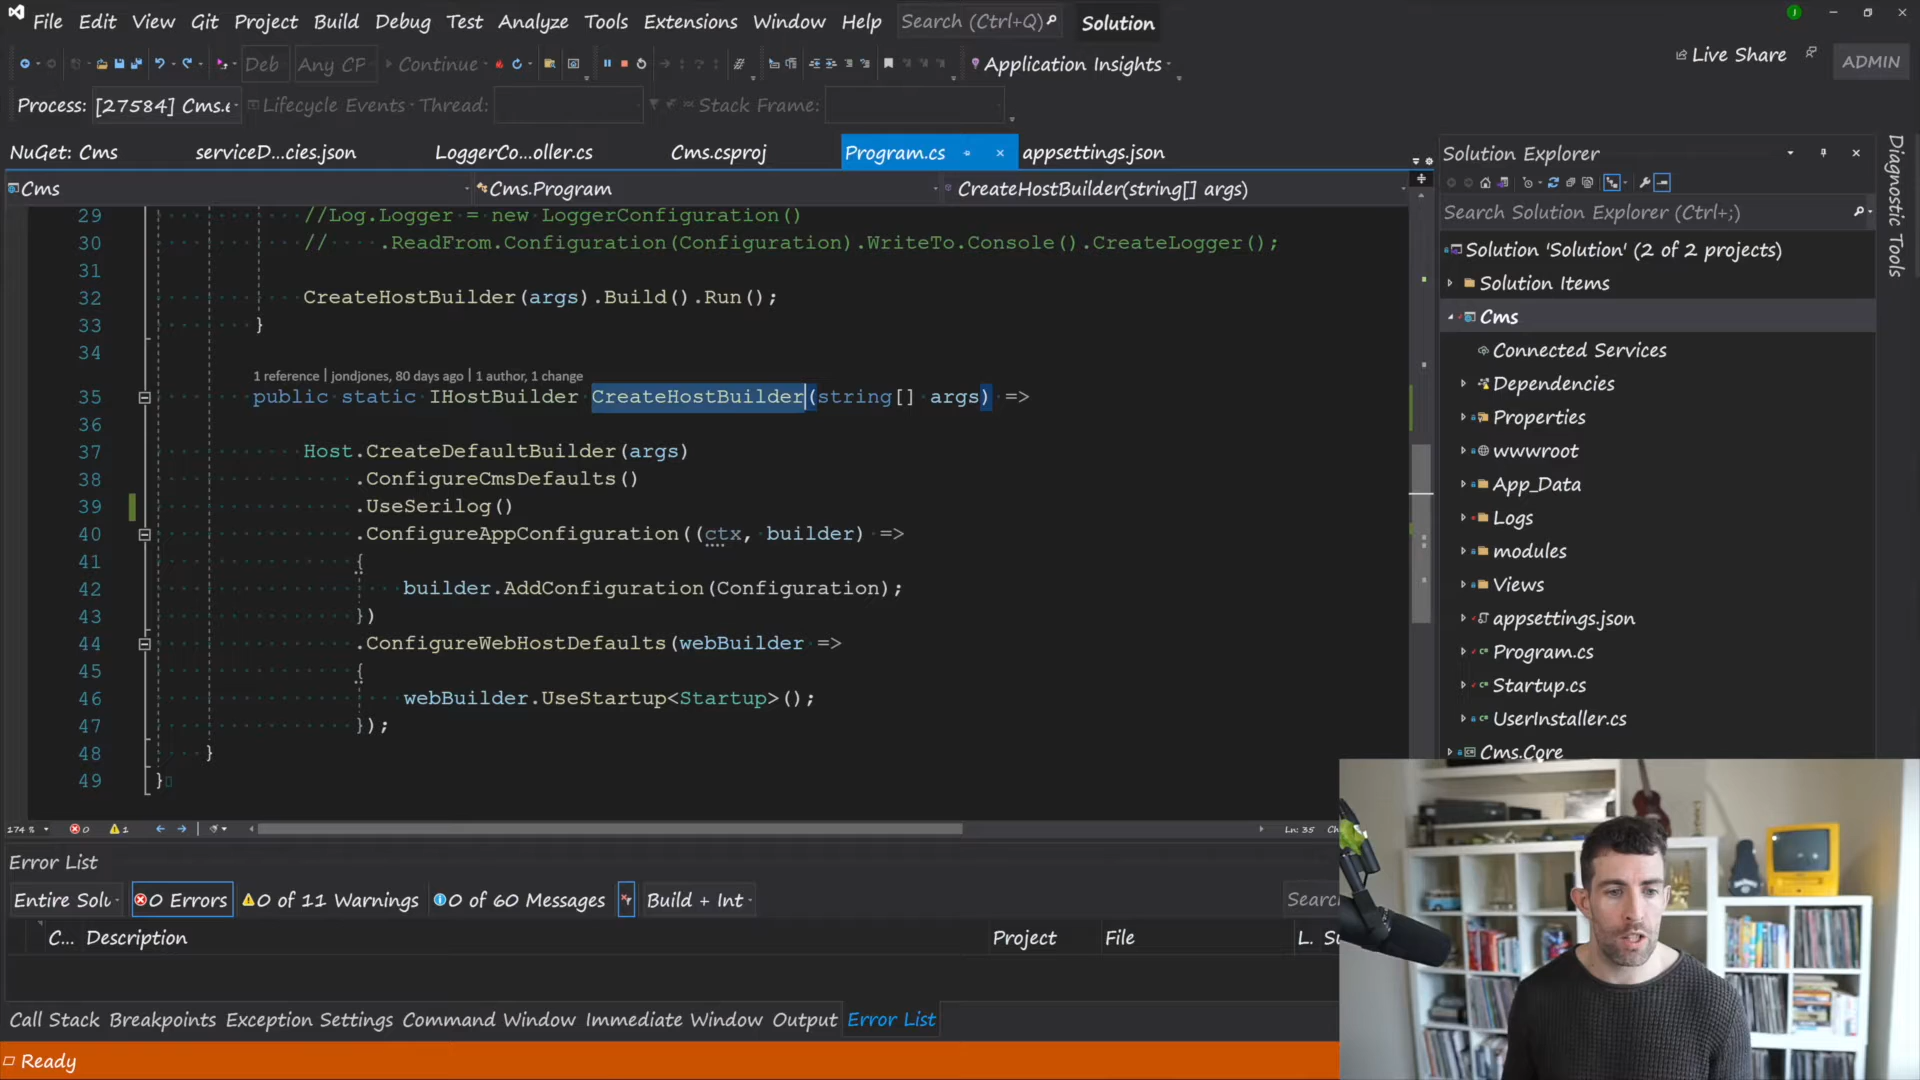 File Edit View Git Project Build Debug Test Analyze Tools Extensions Window Help Search (Ctrl+Q) Solution
Live Share ADMIN
Deb Any CP Continue Application Insights
Process: [27584] Cms.e Lifecycle Events Thread: Stack Frame:
NuGet: Cms serviceD...cies.json LoggerCo...oller.cs Cms.csproj Program.cs appsettings.json
Cms Cms.Program CreateHostBuilder(string[] args)
29 //Log.Logger = new LoggerConfiguration()
30 // .ReadFrom.Configuration(Configuration).WriteTo.Console().CreateLogger();
31
32 CreateHostBuilder(args).Build().Run();
33 }
34
1 reference | jondjones, 80 days ago | 1 author, 1 change
35 public static IHostBuilder CreateHostBuilder(string[] args) =>
36
37 Host.CreateDefaultBuilder(args)
38 .ConfigureCmsDefaults()
39 .UseSerilog()
40 .ConfigureAppConfiguration((ctx, builder) =>
41 {
42 builder.AddConfiguration(Configuration);
43 })
44 .ConfigureWebHostDefaults(webBuilder =>
45 {
46 webBuilder.UseStartup<Startup>();
47 });
48 }
49 }
174 % 0 1 Ln: 35
Solution Explorer
Search Solution Explorer (Ctrl+;)
Solution 'Solution' (2 of 2 projects)
Solution Items
Cms
Connected Services
Dependencies
Properties
wwwroot
App_Data
Logs
modules
Views
appsettings.json
Program.cs
Startup.cs
UserInstaller.cs
Cms.Core
Diagnostic Tools
Error List
Entire Solu 0 Errors 0 of 11 Warnings 0 of 60 Messages Build + Int
C... Description Project File L.
Call Stack Breakpoints Exception Settings Command Window Immediate Window Output Error List
Ready